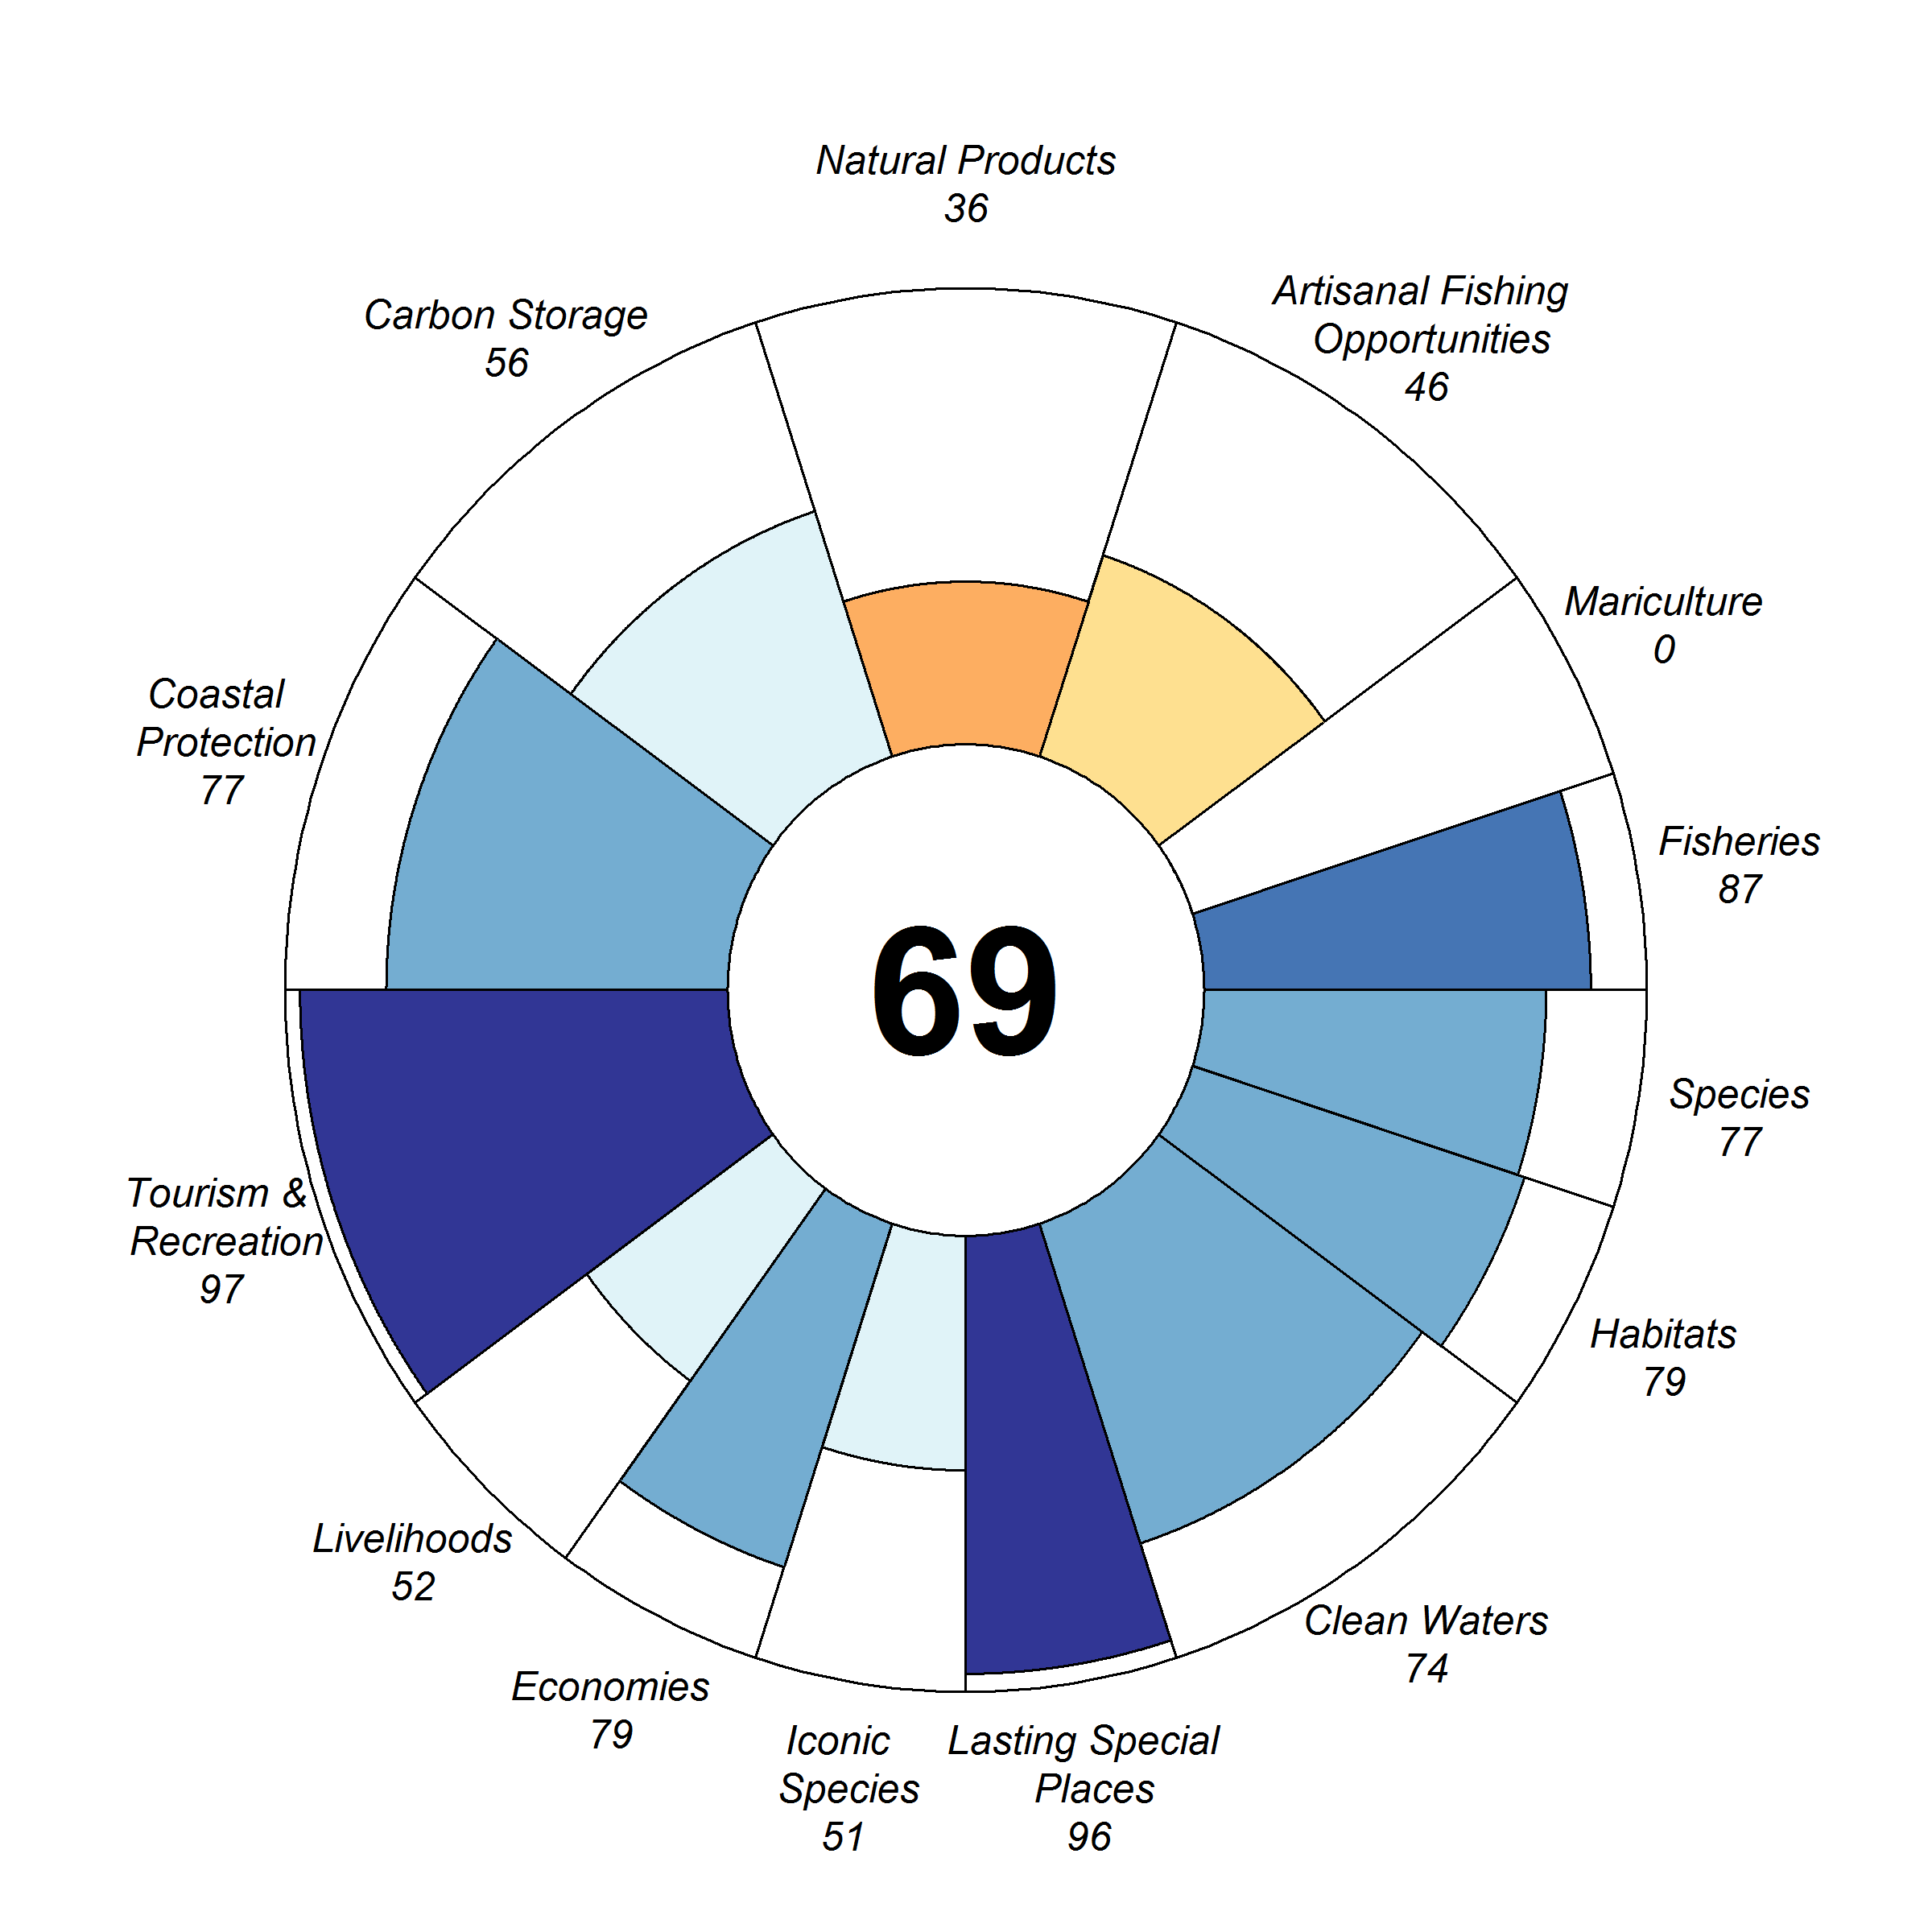 Natural Products
36
Artisanal Fishing
Opportunities
46
Carbon Storage
56
Mariculture
0
Coastal
Protection
77
Fisheries
87
69
Species
77
Tourism &
Recreation
97
Habitats
79
Livelihoods
52
Clean Waters
74
Economies
79
Iconic
Species
51
Lasting Special
Places
96